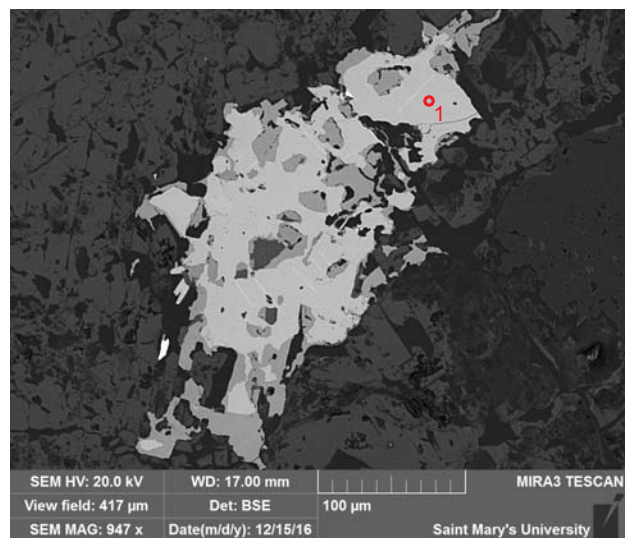 1
SEM HV: 20.0 kV WD: 17.00 mm MIRA3 TESCAN
View field: 417 µm Det: BSE 100 µm
SEM MAG: 947 x Date(m/d/y): 12/15/16 Saint Mary's University